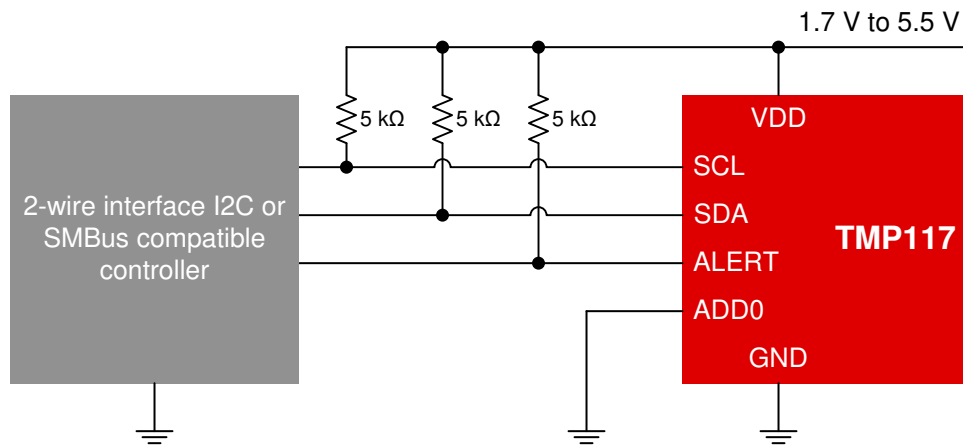 1.7 V to 5.5 V
5 kΩ
5 kΩ
5 kΩ
2-wire interface I2C or
SMBus compatible
controller
VDD
SCL
SDA
TMP117
ALERT
ADD0
GND